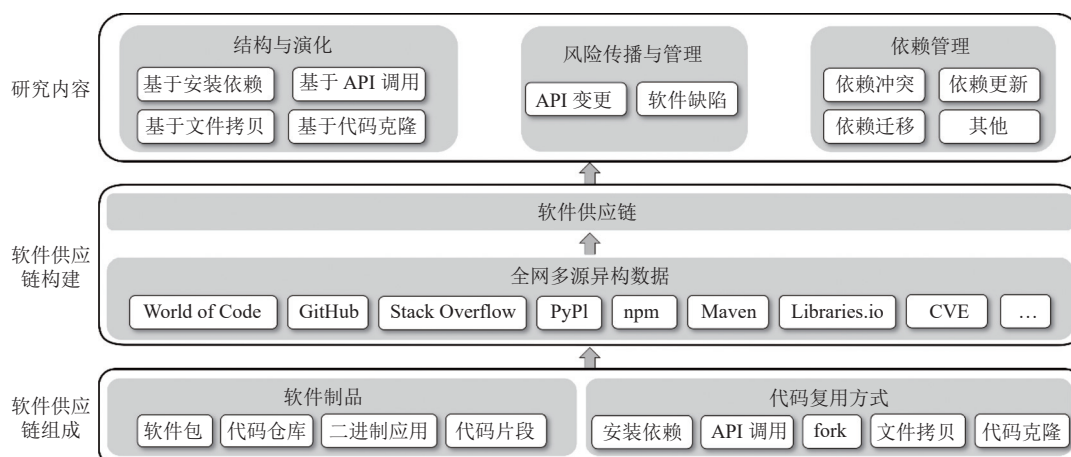 研究内容
结构与演化
基于安装依赖
基于 API 调用
基于文件拷贝
基于代码克隆
风险传播与管理
API 变更
软件缺陷
依赖管理
依赖冲突
依赖更新
依赖迁移
其他
软件供应
链构建
软件供应链
全网多源异构数据
World of Code
GitHub
Stack Overflow
PyPl
npm
Maven
Libraries.io
CVE
…
软件供应
链组成
软件制品
软件包
代码仓库
二进制应用
代码片段
代码复用方式
安装依赖
API 调用
fork
文件拷贝
代码克隆